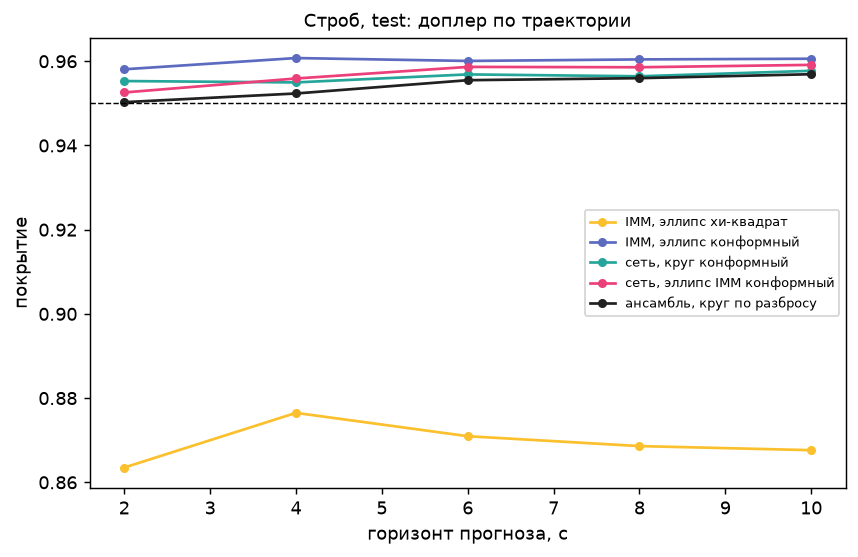 Строб, test: доплер по траектории
покрытие
0.96
0.94
0.92
0.90
0.88
0.86
IMM, эллипс хи-квадрат
IMM, эллипс конформный
сеть, круг конформный
сеть, эллипс IMM конформный
ансамбль, круг по разбросу
2 3 4 5 6 7 8 9 10
горизонт прогноза, с